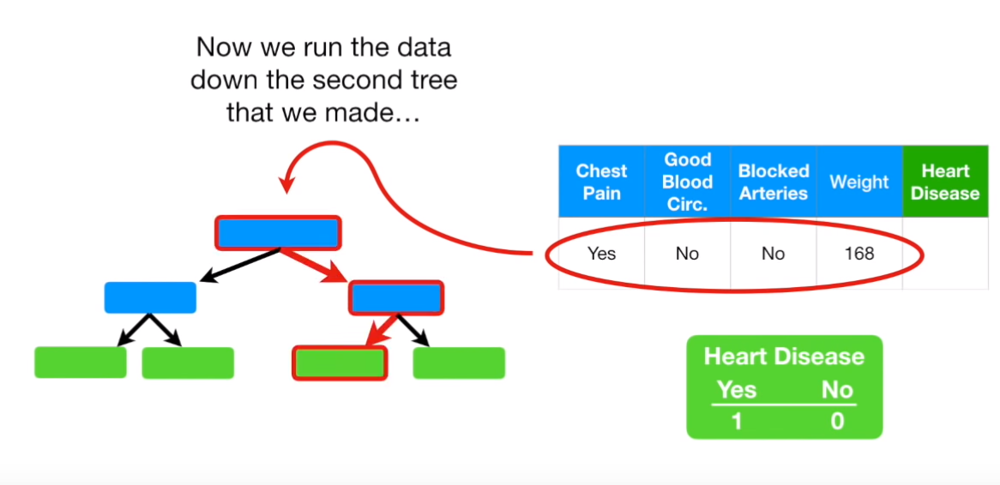 Now we run the data
down the second tree
that we made...
Chest
Pain
Good
Blood
Circ.
Blocked
Arteries
Weight
Heart
Disease
Yes
No
No
168
Heart Disease
Yes No
1 0